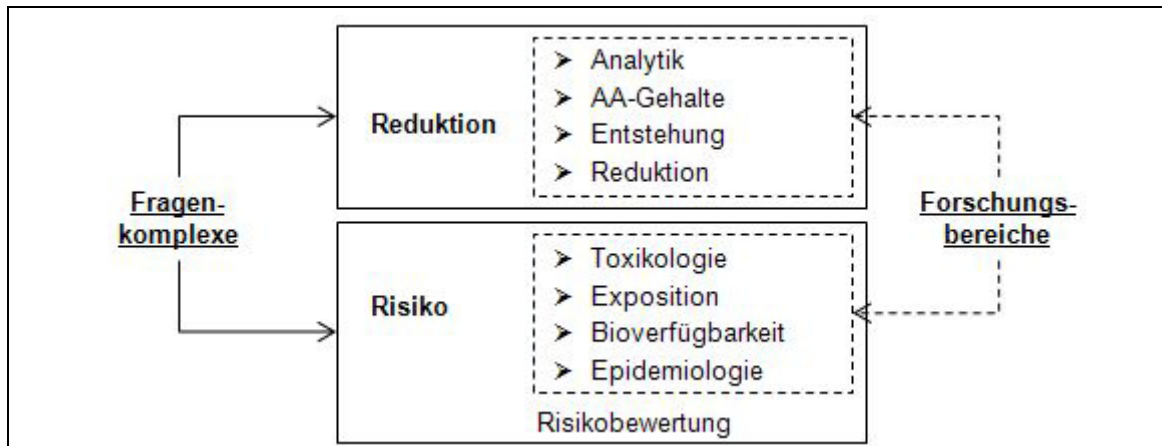 Fragen-
komplexe
Reduktion
➤ Analytik
➤ AA-Gehalte
➤ Entstehung
➤ Reduktion
Risiko
➤ Toxikologie
➤ Exposition
➤ Bioverfügbarkeit
➤ Epidemiologie
Risikobewertung
Forschungs-
bereiche